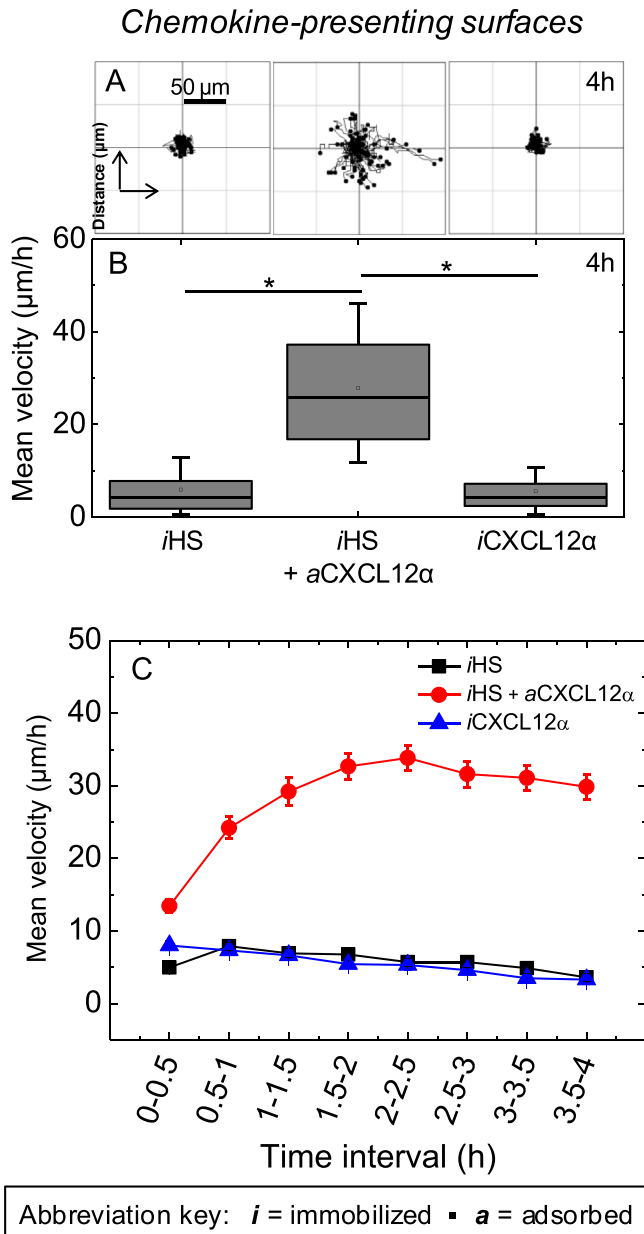 Chemokine-presenting surfaces
A
50 µm
4h
Distance (µm)
B
4h
60
40
20
0
*
*
Mean velocity (µm/h)
iHS
iHS
iCXCL12α
+ aCXCL12α
C
iHS
iHS + aCXCL12α
iCXCL12α
50
40
30
20
10
0
Mean velocity (µm/h)
0-0.5
0.5-1
1-1.5
1.5-2
2-2.5
2.5-3
3-3.5
3.5-4
Time interval (h)
Abbreviation key: i = immobilized ▪ a = adsorbed